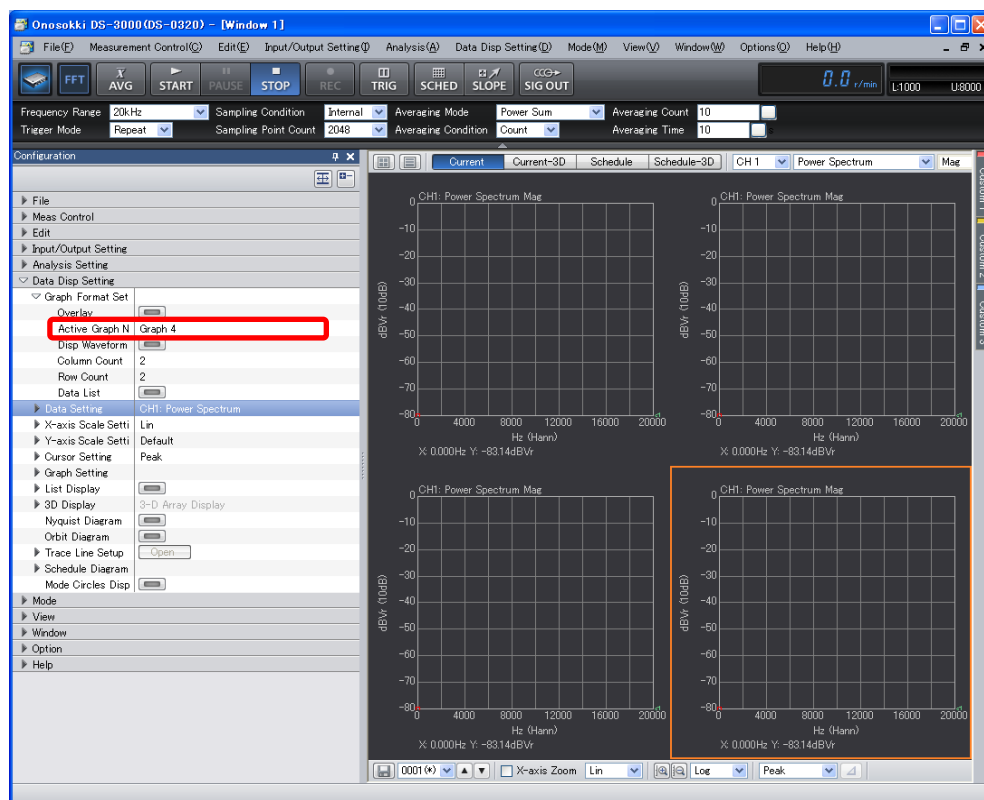 Onosokki DS-3000(DS-0320) - [Window 1]
File(F) Measurement Control(C) Edit(E) Input/Output Setting(I) Analysis(A) Data Disp Setting(D) Mode(M) View(V) Window(W) Options(O) Help(H)
FFT AVG START PAUSE STOP REC TRIG SCHED SLOPE SIG OUT 0.0 r/min L:1000 U:8000
Frequency Range 20kHz Sampling Condition Internal Averaging Mode Power Sum Averaging Count 10
Trigger Mode Repeat Sampling Point Count 2048 Averaging Condition Count Averaging Time 10 s
Configuration
Current Current-3D Schedule Schedule-3D CH 1 Power Spectrum Mag
Custom 1
Custom 2
Custom 3
File
Meas Control
Edit
Input/Output Setting
Analysis Setting
Data Disp Setting
Graph Format Set
Overlay
Active Graph N Graph 4
Disp Waveform
Column Count 2
Row Count 2
Data List
Data Setting CH1: Power Spectrum
X-axis Scale Setti Lin
Y-axis Scale Setti Default
Cursor Setting Peak
Graph Setting
List Display
3D Display 3-D Array Display
Nyquist Diagram
Orbit Diagram
Trace Line Setup Open
Schedule Diagram
Mode Circles Disp
Mode
View
Window
Option
Help
CH1: Power Spectrum Mag
0
-10
-20
-30
-40
-50
-60
-70
-80
dBVr (10dB)
0 4000 8000 12000 16000 20000
Hz (Hann)
X: 0.000Hz Y: -83.14dBVr
CH1: Power Spectrum Mag
0
-10
-20
-30
-40
-50
-60
-70
-80
dBVr (10dB)
0 4000 8000 12000 16000 20000
Hz (Hann)
X: 0.000Hz Y: -83.14dBVr
CH1: Power Spectrum Mag
0
-10
-20
-30
-40
-50
-60
-70
-80
dBVr (10dB)
0 4000 8000 12000 16000 20000
Hz (Hann)
X: 0.000Hz Y: -83.14dBVr
CH1: Power Spectrum Mag
0
-10
-20
-30
-40
-50
-60
-70
-80
dBVr (10dB)
0 4000 8000 12000 16000 20000
Hz (Hann)
X: 0.000Hz Y: -83.14dBVr
0001 (*) X-axis Zoom Lin Log Peak